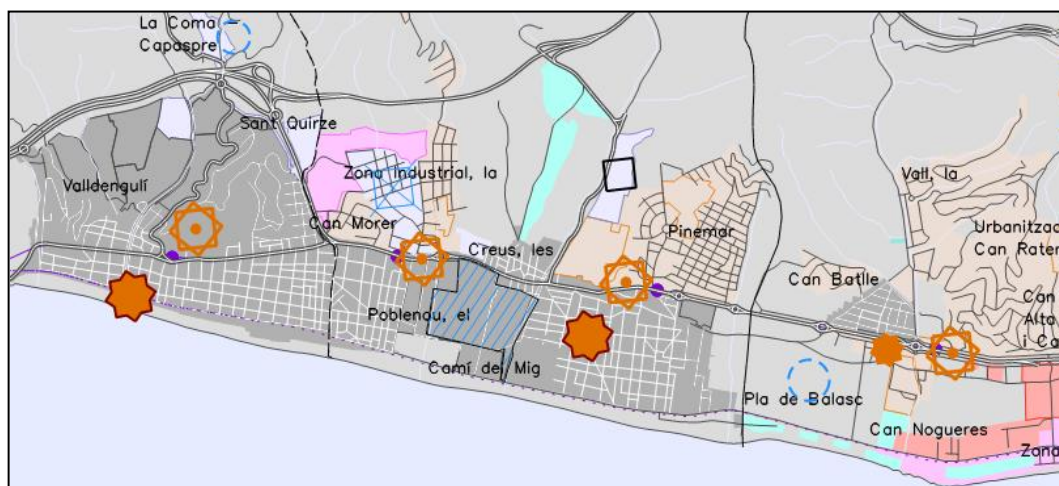 La Coma –
Capaspre
Sant Quirze
Valldengulí
Zona Industrial, la
Vall, la
Can Morer
Creus, les
Pinemar
Urbanitzac
Can Rater
Can Batlle
Can
Alta
i Ca
Poblenou, el
Camí del Mig
Pla de Balasc
Can Nogueres
Zona